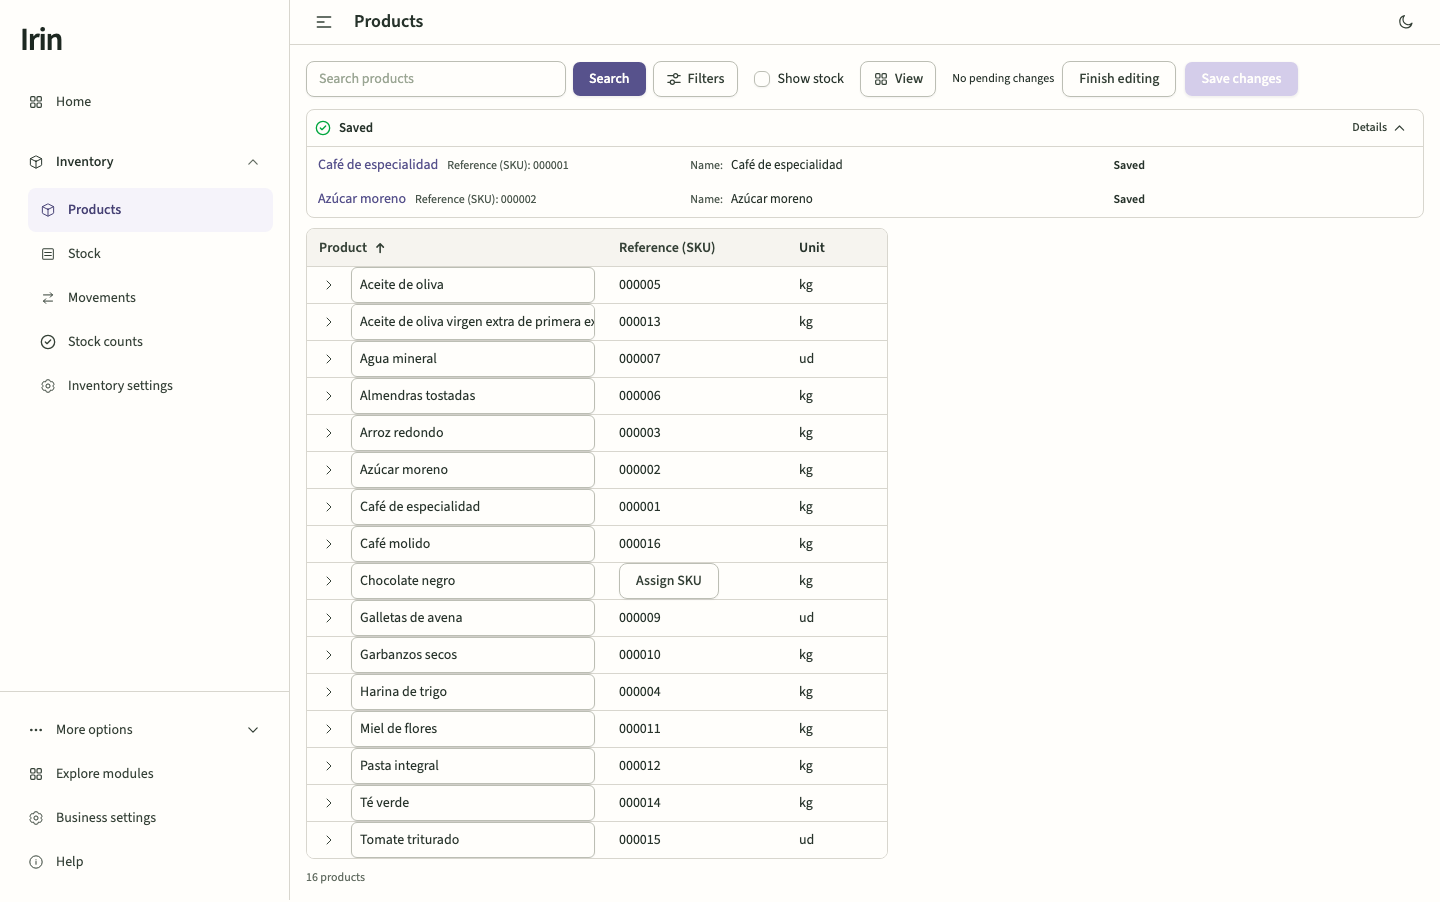 Irin
Home
Inventory
Products
Stock
Movements
Stock counts
Inventory settings
More options
Explore modules
Business settings
Help
Products
Search products
Search
Filters
Show stock
View
No pending changes
Finish editing
Save changes
Saved
Details
Café de especialidad Reference (SKU): 000001 Name: Café de especialidad Saved
Azúcar moreno Reference (SKU): 000002 Name: Azúcar moreno Saved
Product Reference (SKU) Unit
Aceite de oliva 000005 kg
Aceite de oliva virgen extra de primera ex 000013 kg
Agua mineral 000007 ud
Almendras tostadas 000006 kg
Arroz redondo 000003 kg
Azúcar moreno 000002 kg
Café de especialidad 000001 kg
Café molido 000016 kg
Chocolate negro Assign SKU kg
Galletas de avena 000009 ud
Garbanzos secos 000010 kg
Harina de trigo 000004 kg
Miel de flores 000011 kg
Pasta integral 000012 kg
Té verde 000014 kg
Tomate triturado 000015 ud
16 products